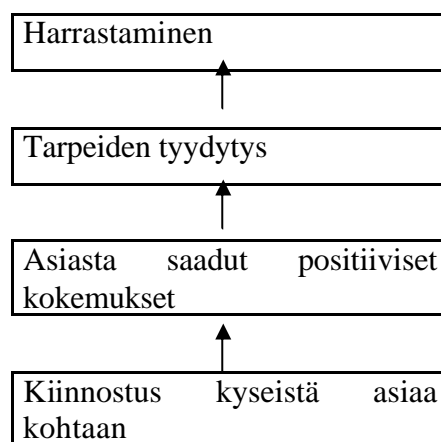 Harrastaminen
Tarpeiden tyydytys
Asiasta saadut positiiviset
kokemukset
Kiinnostus kyseistä asiaa
kohtaan